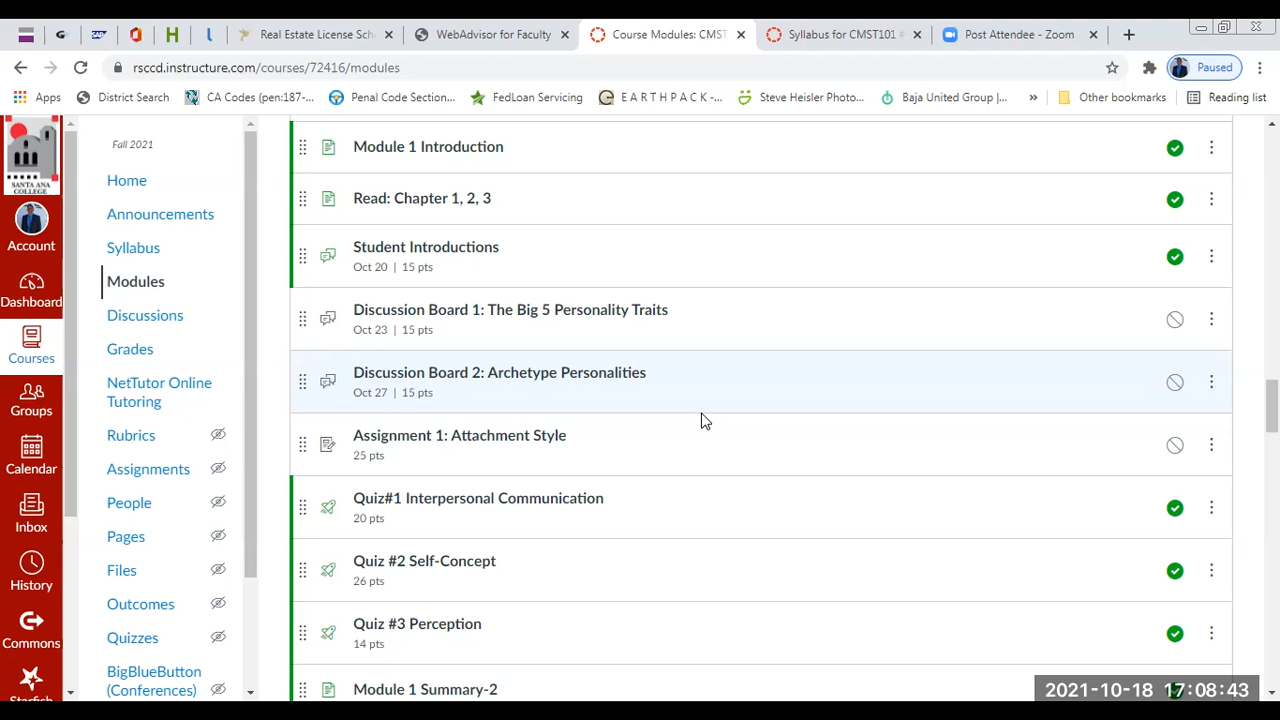 Real Estate License Sch
WebAdvisor for Faculty
Course Modules: CMST
Syllabus for CMST101
Post Attendee - Zoom
rsccd.instructure.com/courses/72416/modules
Paused
Apps
District Search
CA Codes (pen:187-...
Penal Code Section...
FedLoan Servicing
E A R T H P A C K -...
Steve Heisler Photo...
Baja United Group |...
»
Other bookmarks
Reading list
SANTA ANA
COLLEGE
Account
Dashboard
Courses
Groups
Calendar
Inbox
History
Commons
Starfish
Fall 2021
Home
Announcements
Syllabus
Modules
Discussions
Grades
NetTutor Online
Tutoring
Rubrics
Assignments
People
Pages
Files
Outcomes
Quizzes
BigBlueButton
(Conferences)
Module 1 Introduction
Read: Chapter 1, 2, 3
Student Introductions
Oct 20 | 15 pts
Discussion Board 1: The Big 5 Personality Traits
Oct 23 | 15 pts
Discussion Board 2: Archetype Personalities
Oct 27 | 15 pts
Assignment 1: Attachment Style
25 pts
Quiz#1 Interpersonal Communication
20 pts
Quiz #2 Self-Concept
26 pts
Quiz #3 Perception
14 pts
Module 1 Summary-2
2021-10-18 17:08:43